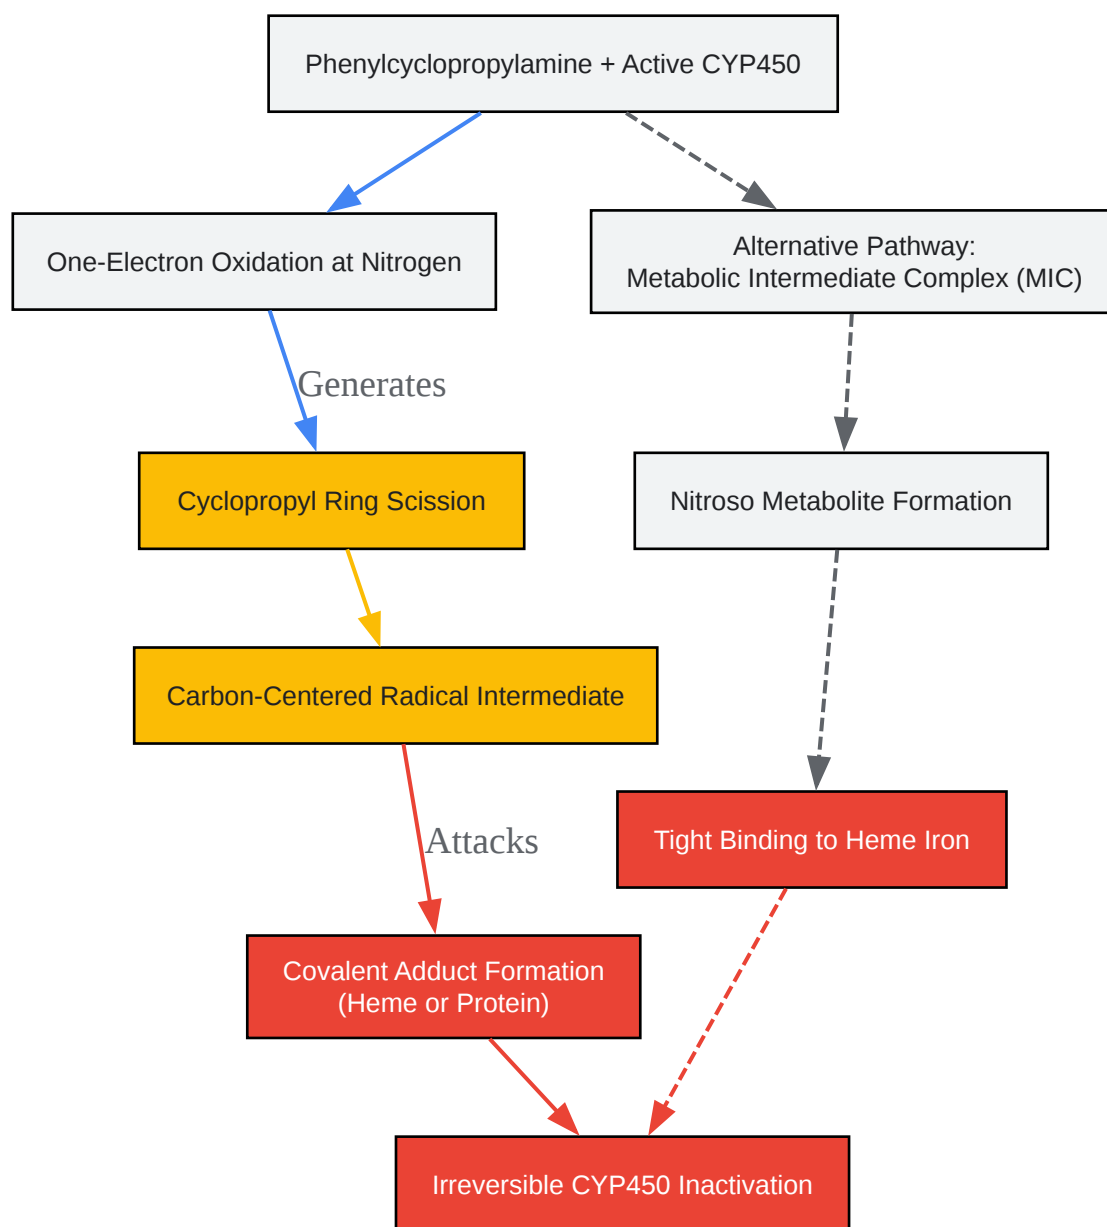 Phenylcyclopropylamine + Active CYP450
One-Electron Oxidation at Nitrogen
Alternative Pathway:
Metabolic Intermediate Complex (MIC)
Generates
Cyclopropyl Ring Scission
Nitroso Metabolite Formation
Carbon-Centered Radical Intermediate
Attacks
Tight Binding to Heme Iron
Covalent Adduct Formation
(Heme or Protein)
Irreversible CYP450 Inactivation